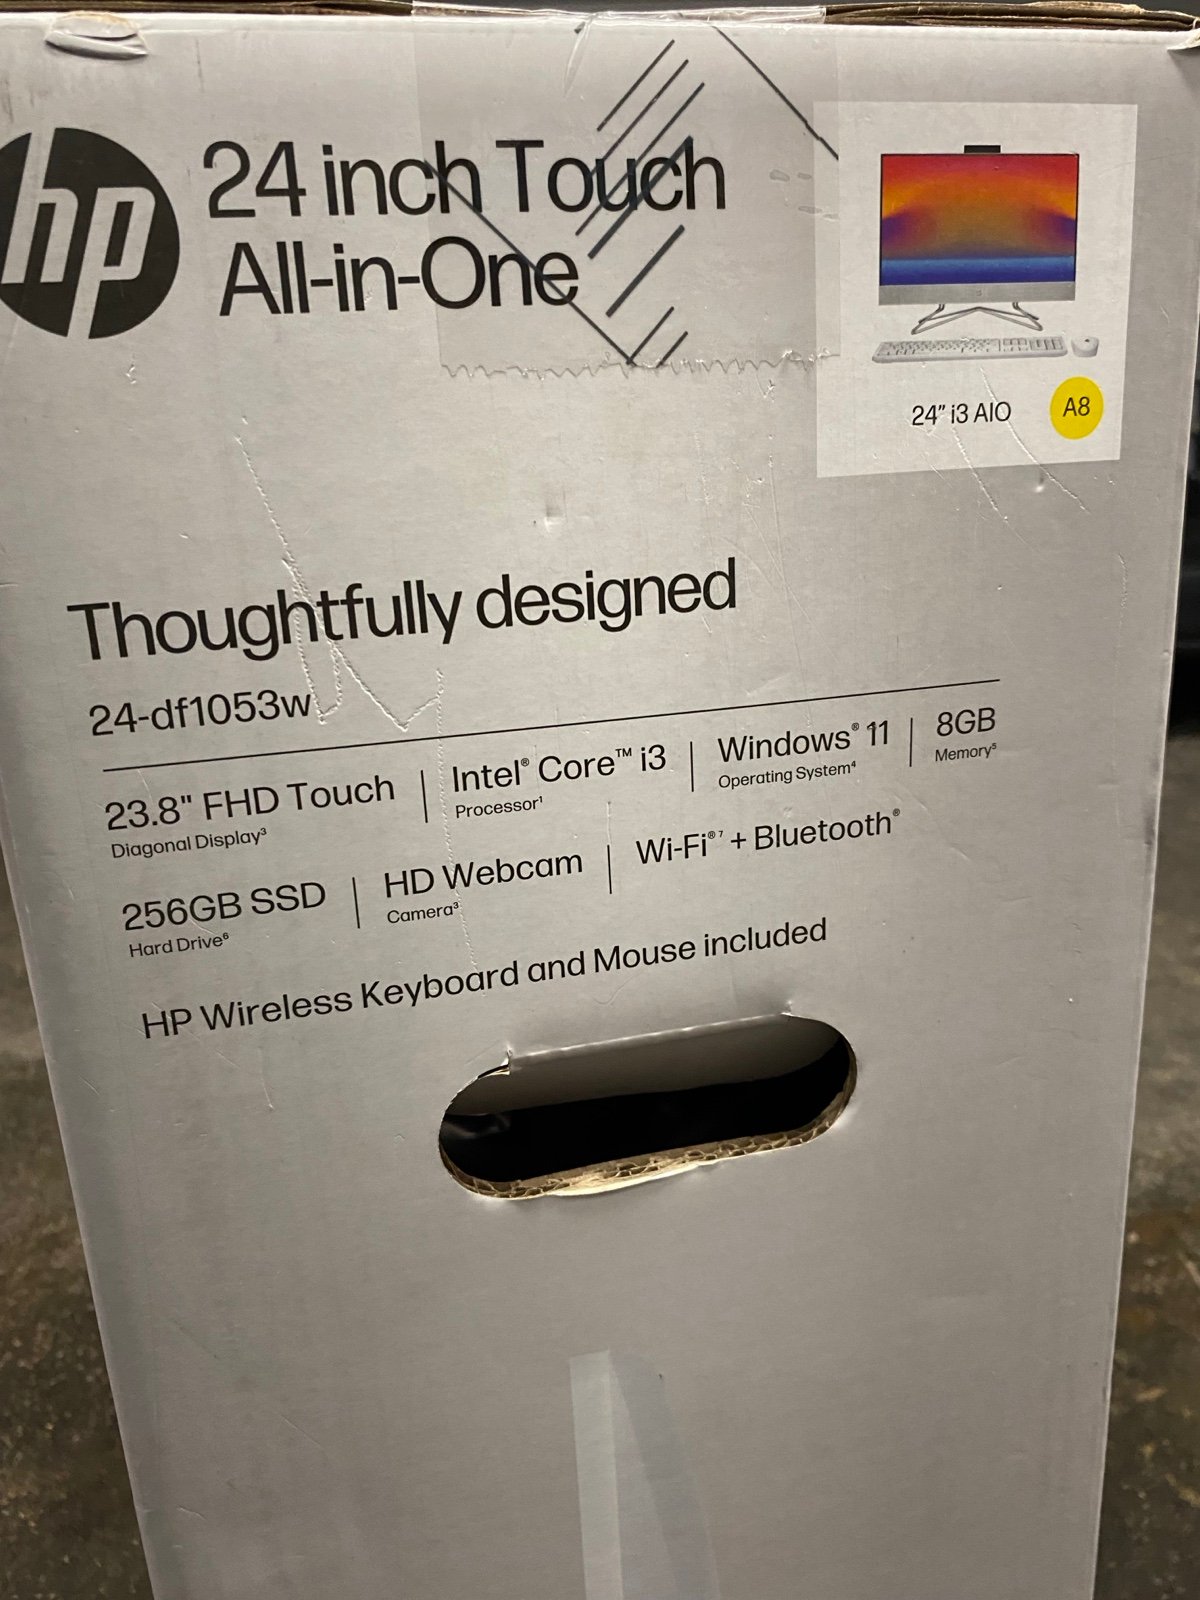 hp
24 inch Touch
All-in-One
24" i3 AIO
A8
Thoughtfully designed
24-df1053w
23.8" FHD Touch | Intel® Core™ i3 | Windows® 11 | 8GB
Diagonal Display³ Processor¹ Operating System⁴ Memory⁵
256GB SSD | HD Webcam | Wi-Fi®⁷ + Bluetooth®
Hard Drive⁶ Camera³
HP Wireless Keyboard and Mouse included